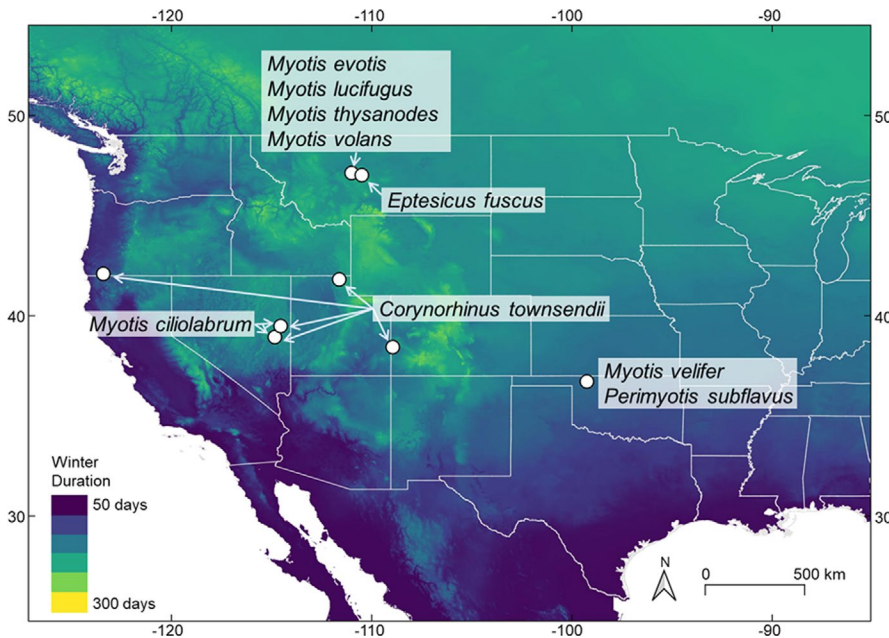 -120 -110 -100 -90
Myotis evotis
Myotis lucifugus
Myotis thysanodes
Myotis volans
50 50
Eptesicus fuscus
Corynorhinus townsendii
40 40
Myotis ciliolabrum
Myotis velifer
Perimyotis subflavus
Winter
Duration
50 days
300 days
30 30
N
0 500 km
-120 -110 -100 -90